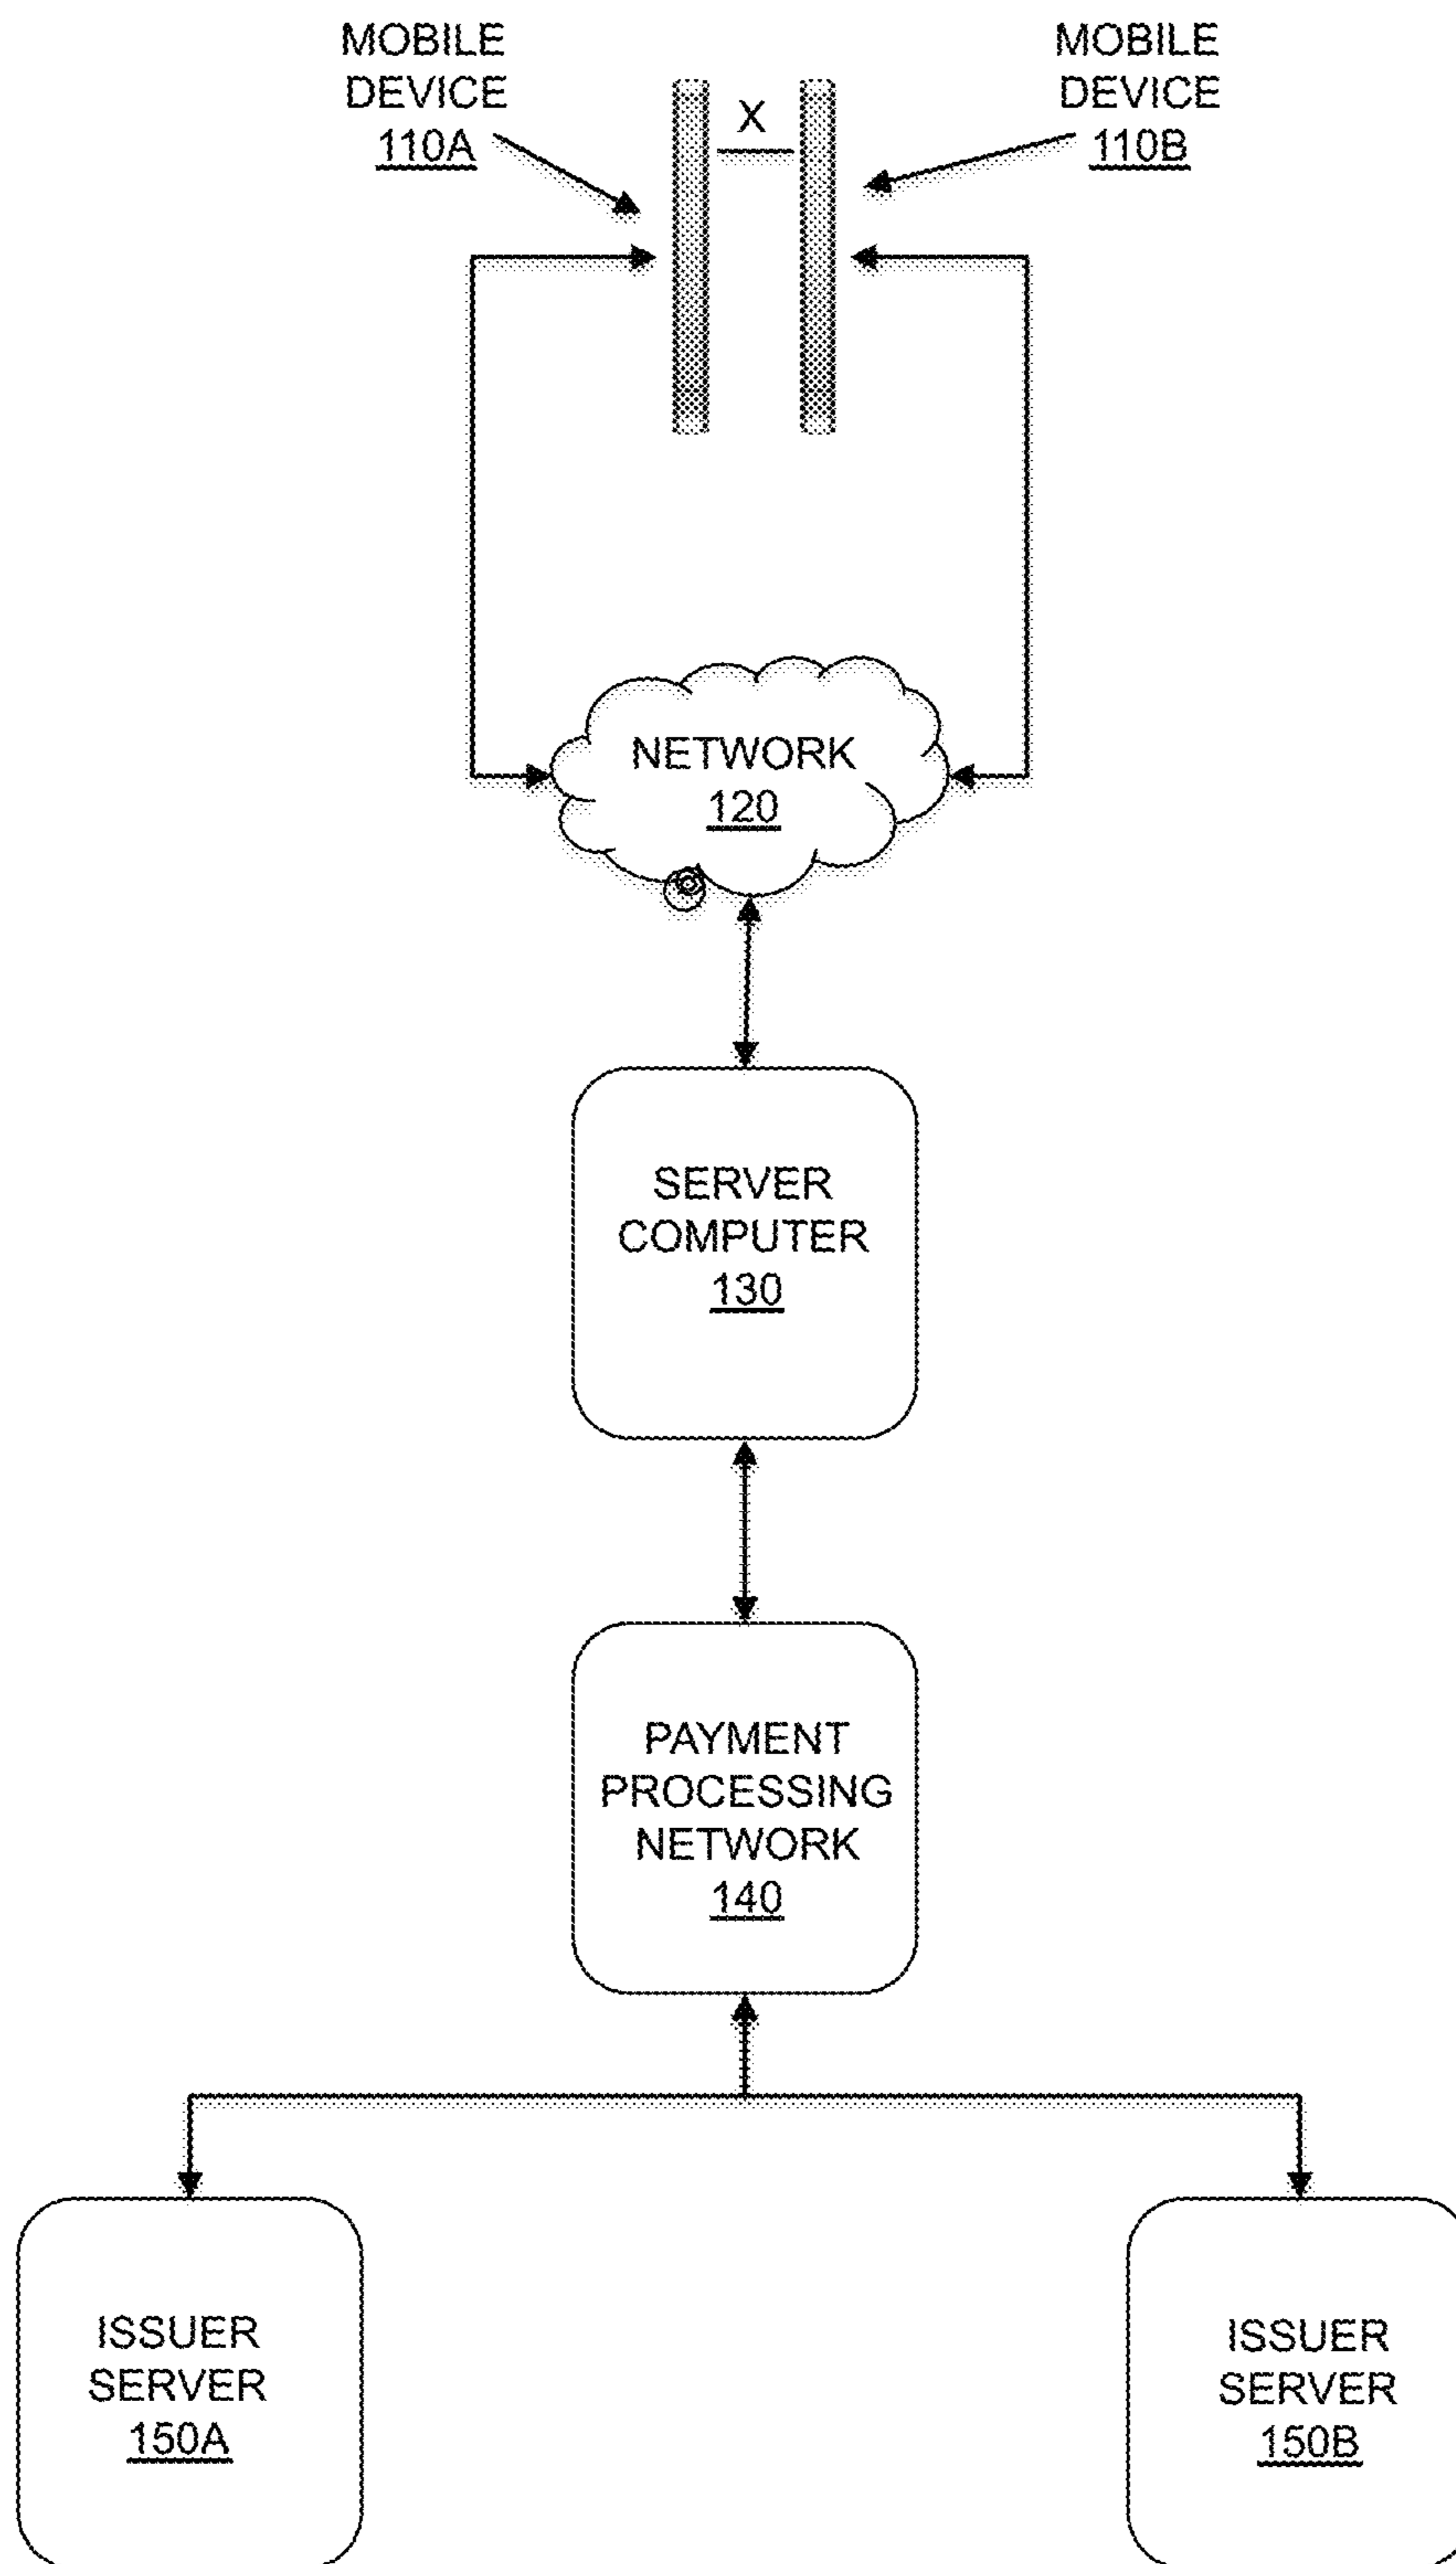 MOBILE
DEVICE
110A
X
MOBILE
DEVICE
110B
NETWORK
120
SERVER
COMPUTER
130
PAYMENT
PROCESSING
NETWORK
140
ISSUER
SERVER
150A
ISSUER
SERVER
150B